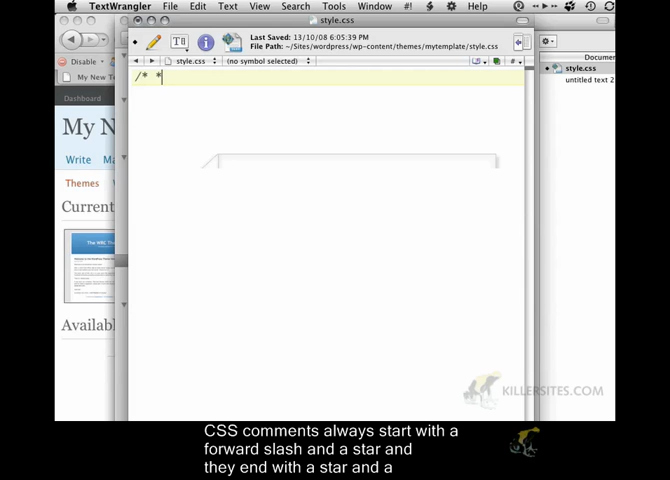 TextWrangler File Edit Text View Search Tools Window #! Help
style.css
Last Saved: 13/10/08 6:05:39 PM
File Path: ~/Sites/wordpress/wp-content/themes/mytemplate/style.css
Disable
style.css (no symbol selected) #
Document
My New T
/* *
style.css
untitled text 2
Dashboard
My N
Write Ma
Themes
Current
Availab
KILLERSITES.COM
CSS comments always start with a
forward slash and a star and
they end with a star and a